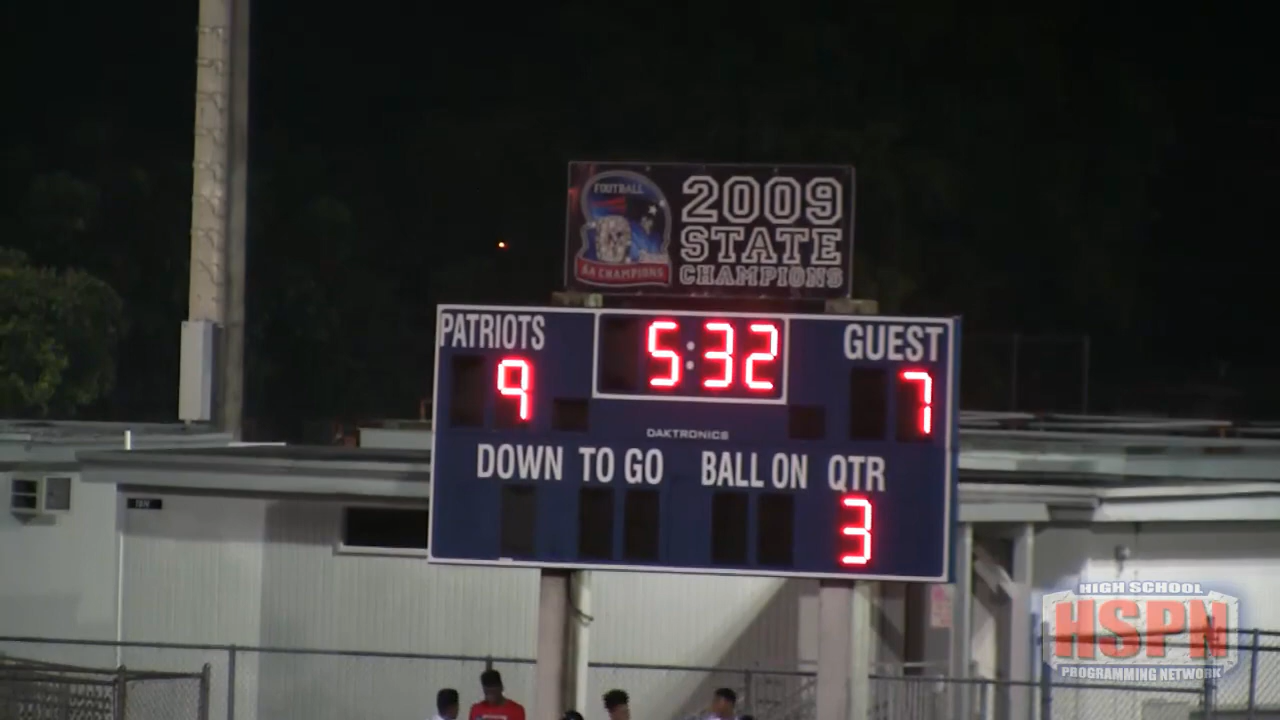 FOOTBALL
6A CHAMPIONS
2009
STATE
CHAMPIONS
PATRIOTS 5:32 GUEST
9 7
DAKTRONICS
DOWN TO GO BALL ON QTR
3
HIGH SCHOOL
HSPN
PROGRAMMING NETWORK